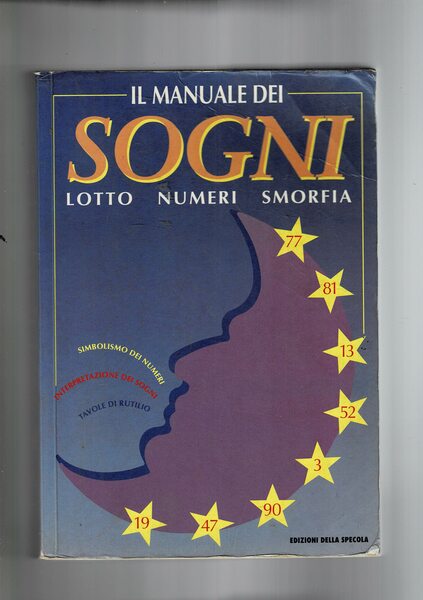 IL MANUALE DEI
SOGNI
LOTTO NUMERI SMORFIA
77
81
13
52
3
90
47
19
SIMBOLISMO DEI NUMERI
INTERPRETAZIONE DEI SOGNI
TAVOLE DI RUTILIO
EDIZIONI DELLA SPECOLA